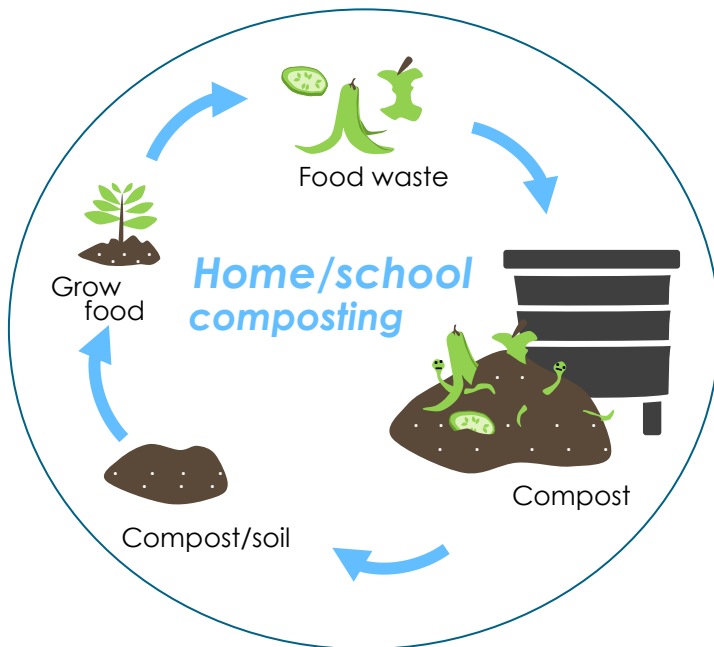 Food waste
Home/school
composting
Grow
food
Compost
Compost/soil